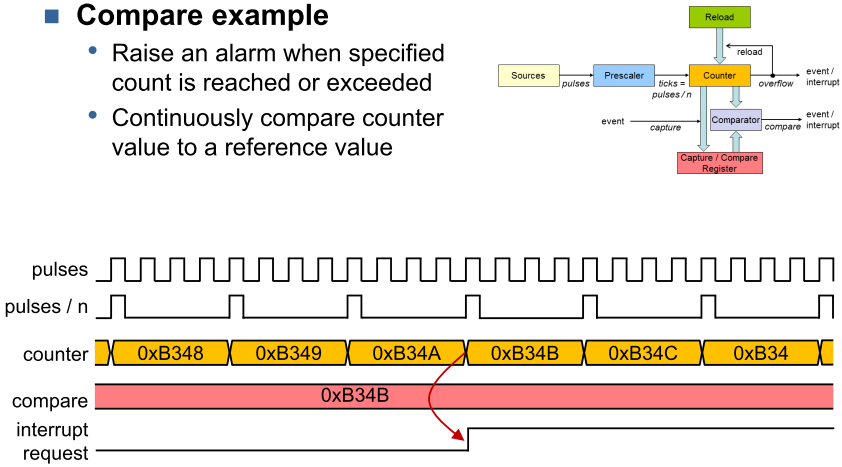 Compare example
Raise an alarm when specified
count is reached or exceeded
Continuously compare counter
value to a reference value
Reload
reload
Sources
pulses
Prescaler
ticks =
pulses / n
Counter
overflow
event /
interrupt
event
capture
Comparator
compare
event /
interrupt
Capture / Compare
Register
pulses
pulses / n
counter 0xB348 0xB349 0xB34A 0xB34B 0xB34C 0xB34
compare 0xB34B
interrupt
request